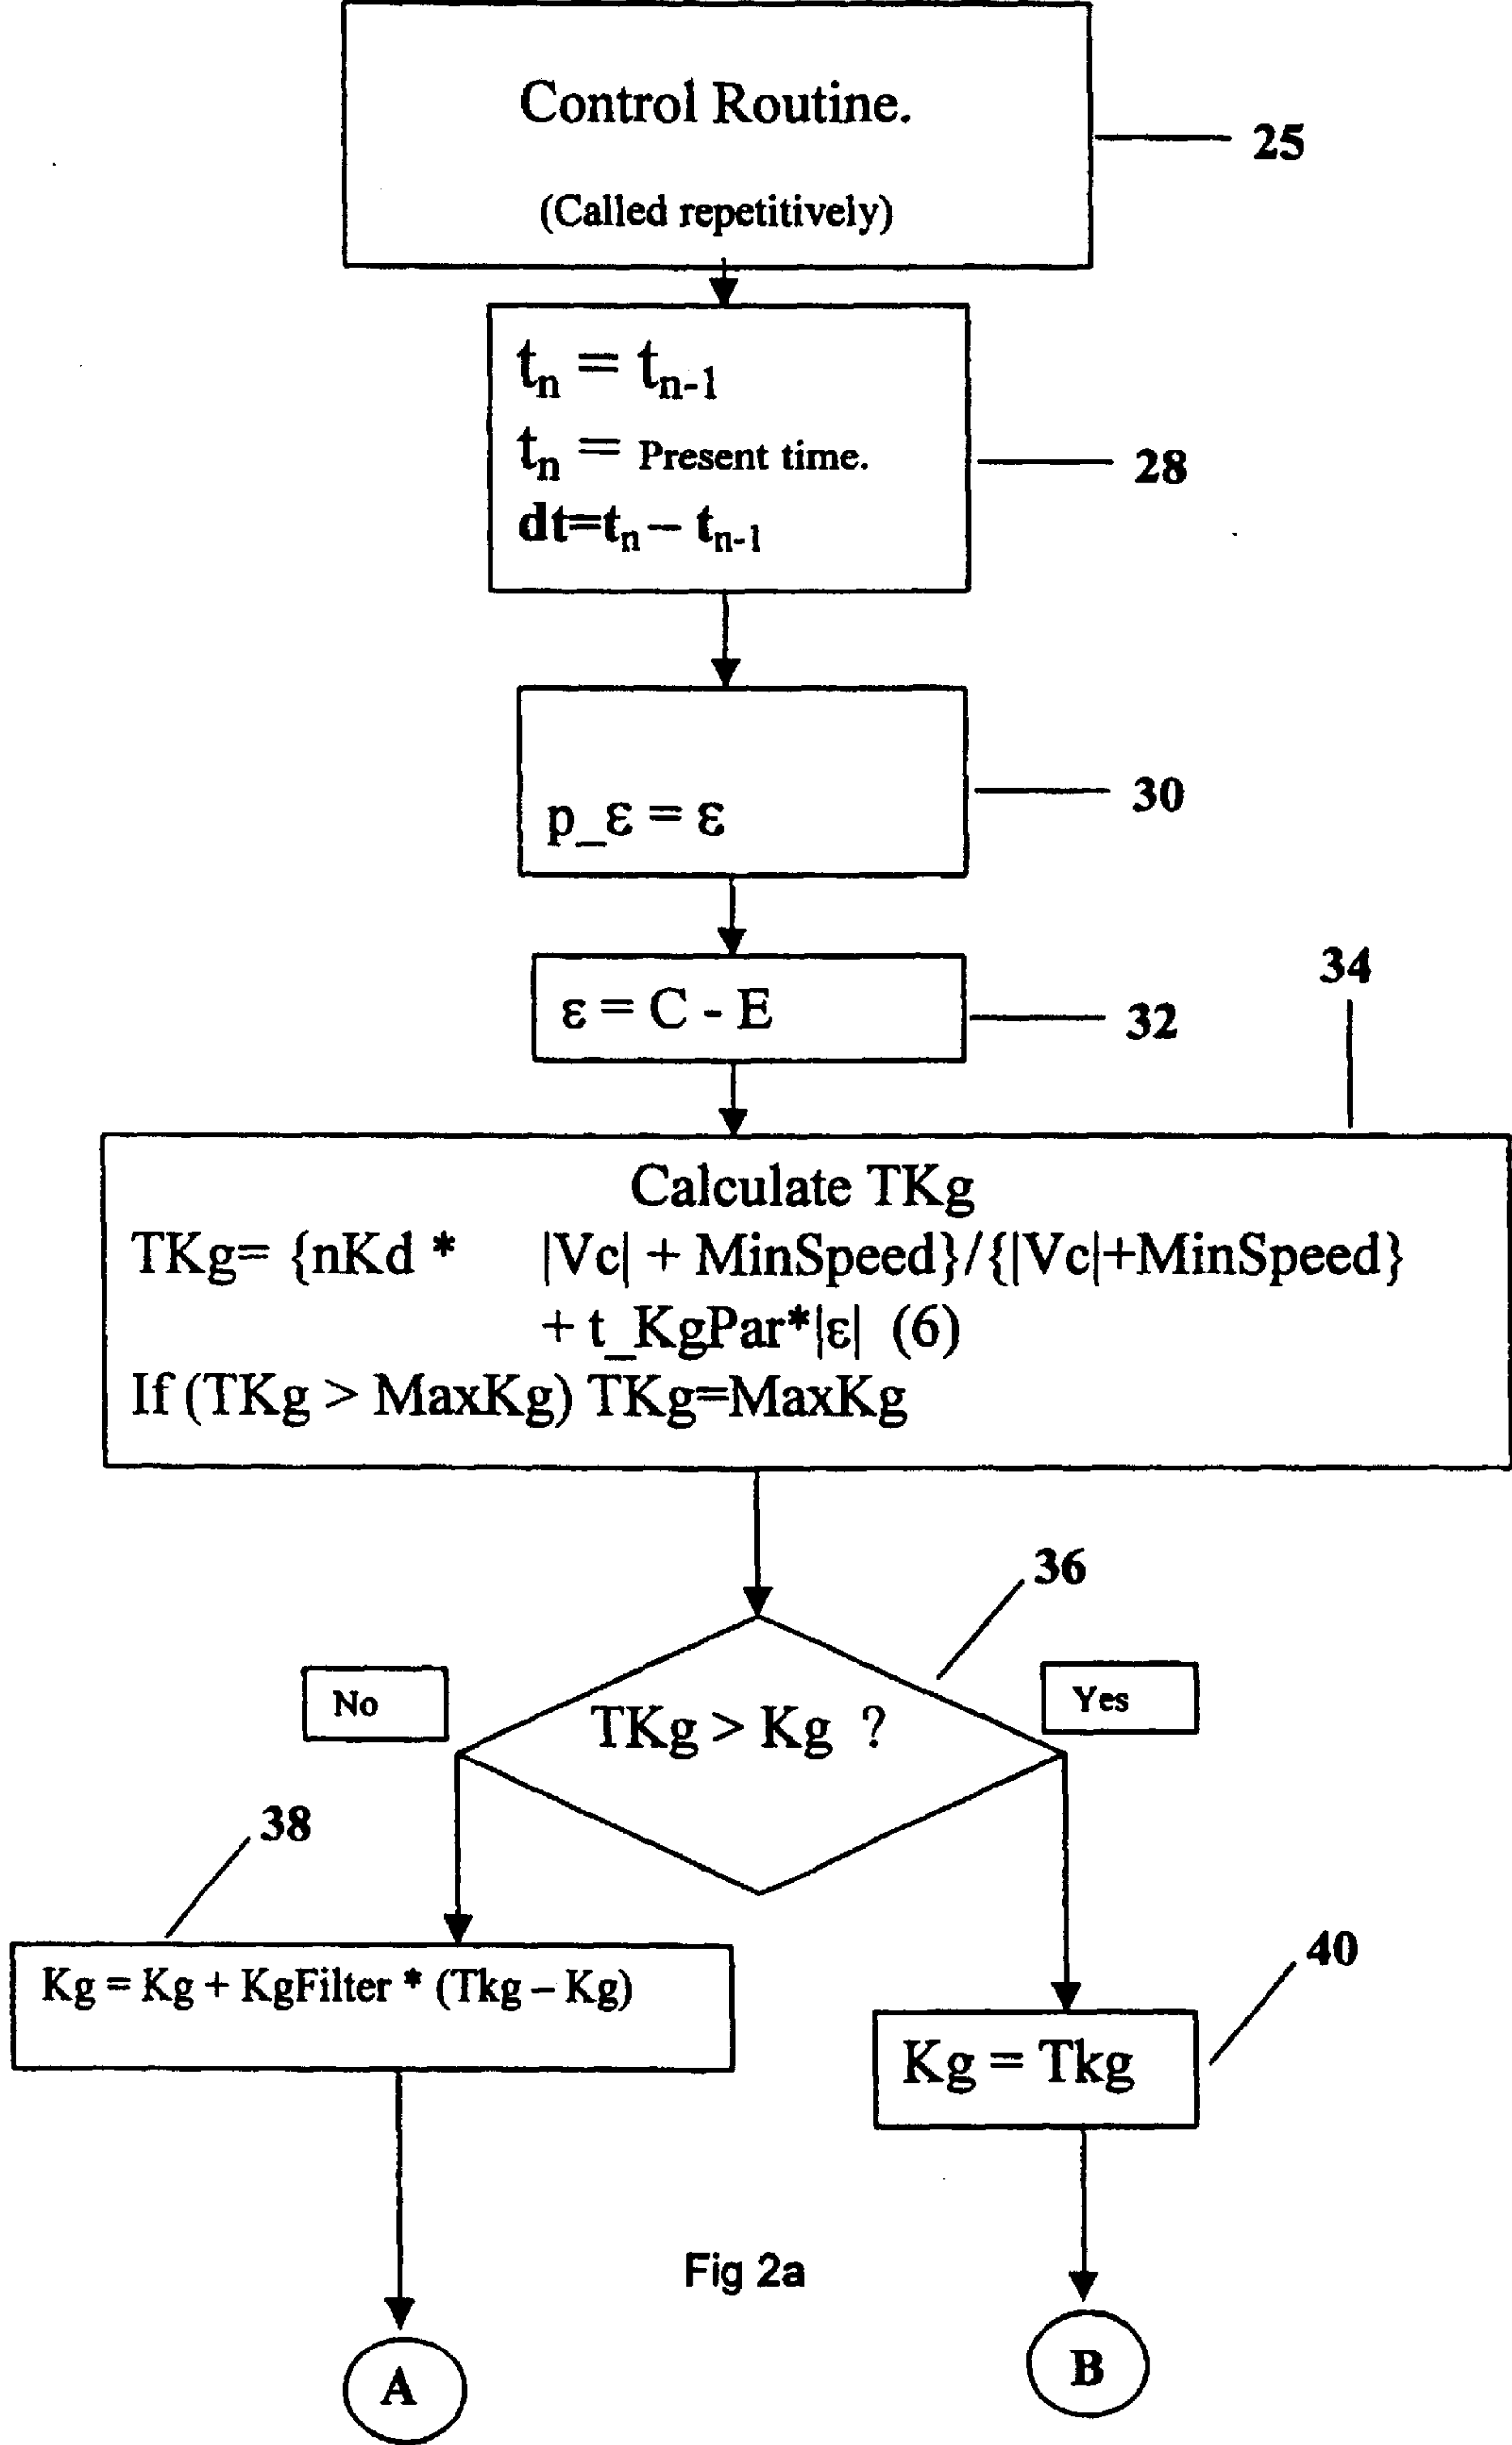 Control Routine.
(Called repetitively)
25
tₙ = tₙ₋₁
tₙ = Present time.
dt=tₙ – tₙ₋₁
28
p_ε = ε
30
ε = C - E
32
34
Calculate TKg
TKg= {nKd * |Vc| + MinSpeed}/{|Vc|+MinSpeed}
+ t_KgPar*|ε| (6)
If (TKg > MaxKg) TKg=MaxKg
36
No
TKg > Kg ?
Yes
38
Kg = Kg + KgFilter * (Tkg – Kg)
40
Kg = Tkg
Fig 2a
A
B